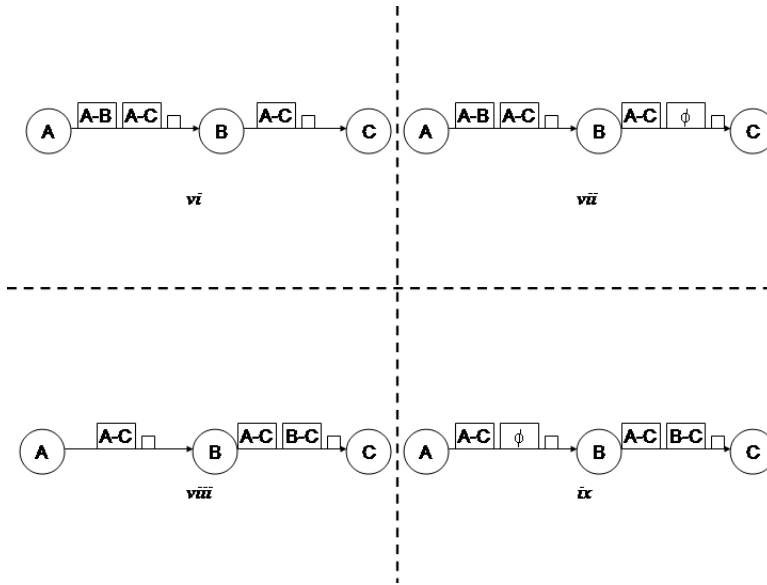 A A-B A-C B A-C C
vi
A A-B A-C B A-C ϕ C
vii
A A-C B A-C B-C C
viii
A A-C ϕ B A-C B-C C
ix